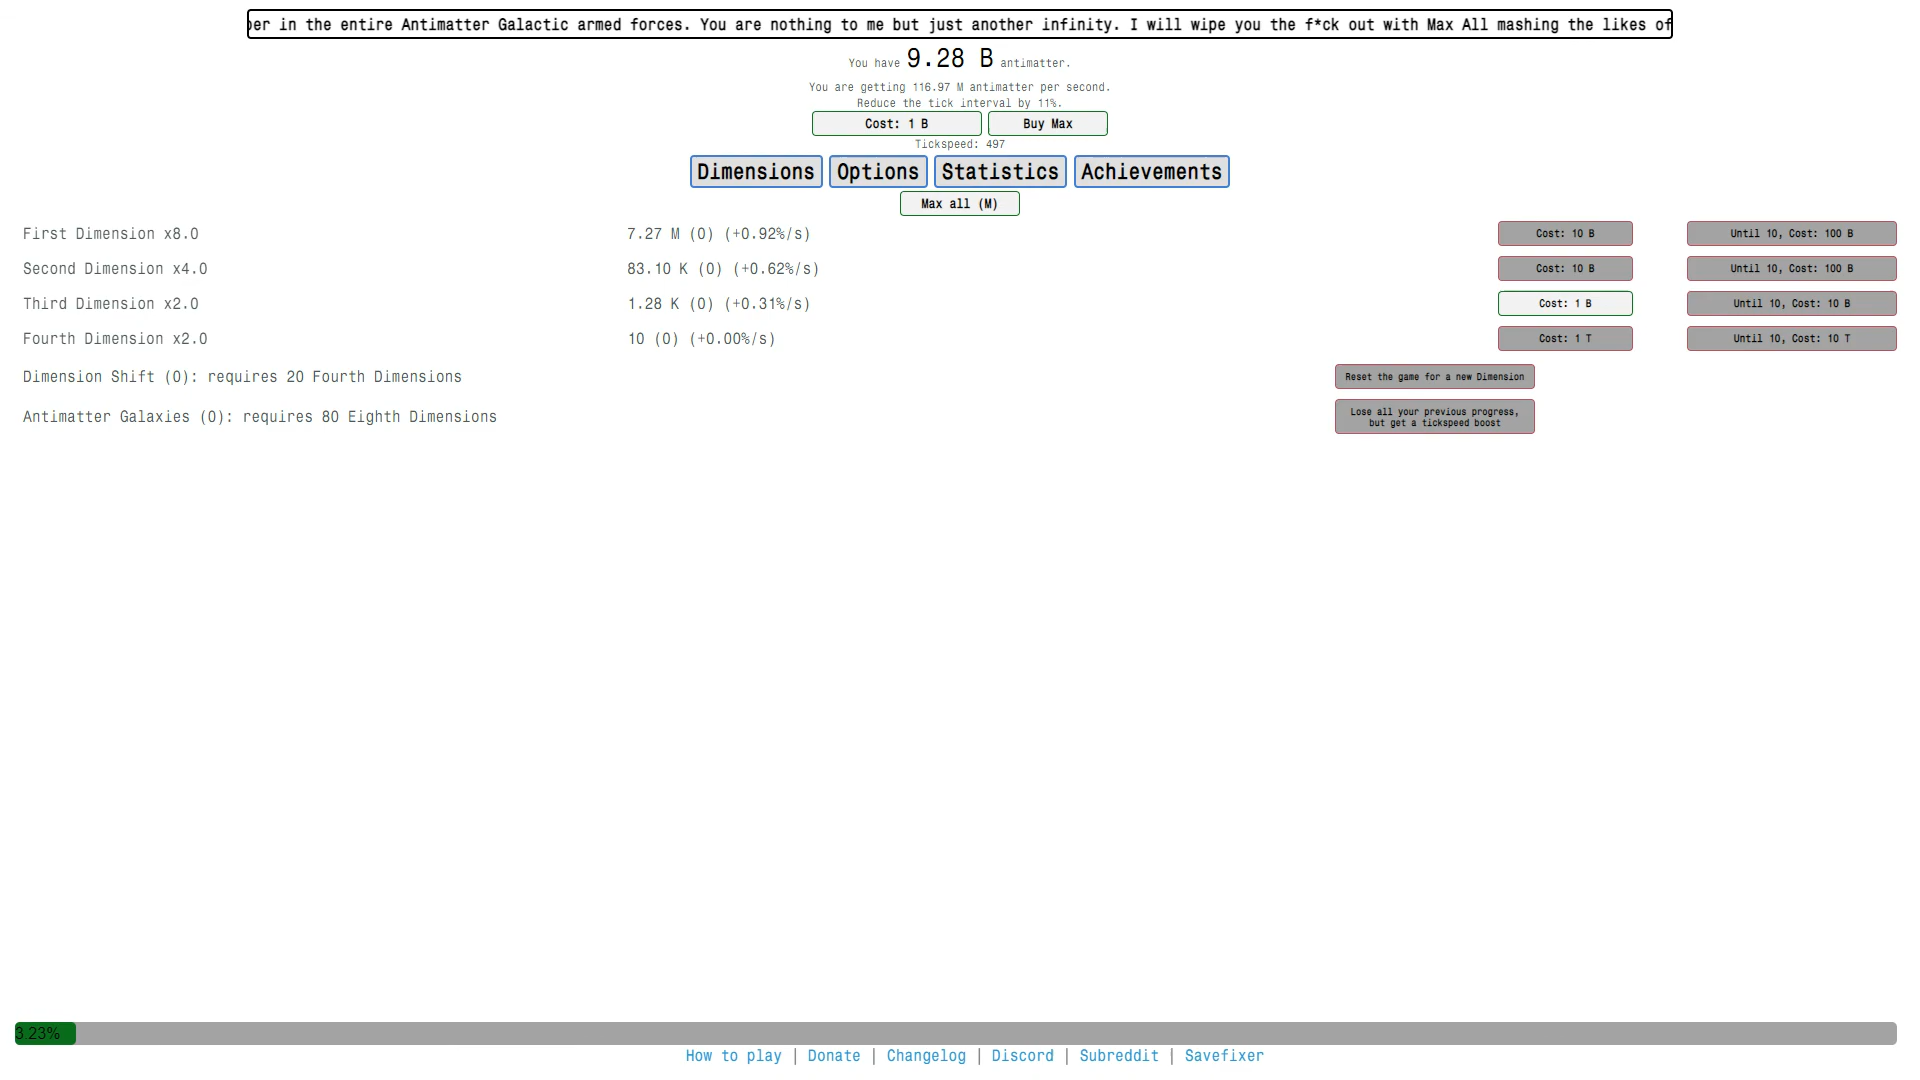 er in the entire Antimatter Galactic armed forces. You are nothing to me but just another infinity. I will wipe you the f*ck out with Max All mashing the likes of
You have 9.28 B antimatter.
You are getting 116.97 M antimatter per second.
Reduce the tick interval by 11%.
Cost: 1 B Buy Max
Tickspeed: 497
Dimensions Options Statistics Achievements
Max all (M)
First Dimension x8.0 7.27 M (0) (+0.92%/s) Cost: 10 B Until 10, Cost: 100 B
Second Dimension x4.0 83.10 K (0) (+0.62%/s) Cost: 10 B Until 10, Cost: 100 B
Third Dimension x2.0 1.28 K (0) (+0.31%/s) Cost: 1 B Until 10, Cost: 10 B
Fourth Dimension x2.0 10 (0) (+0.00%/s) Cost: 1 T Until 10, Cost: 10 T
Dimension Shift (0): requires 20 Fourth Dimensions Reset the game for a new Dimension
Antimatter Galaxies (0): requires 80 Eighth Dimensions Lose all your previous progress,
but get a tickspeed boost
3.23%
How to play | Donate | Changelog | Discord | Subreddit | Savefixer